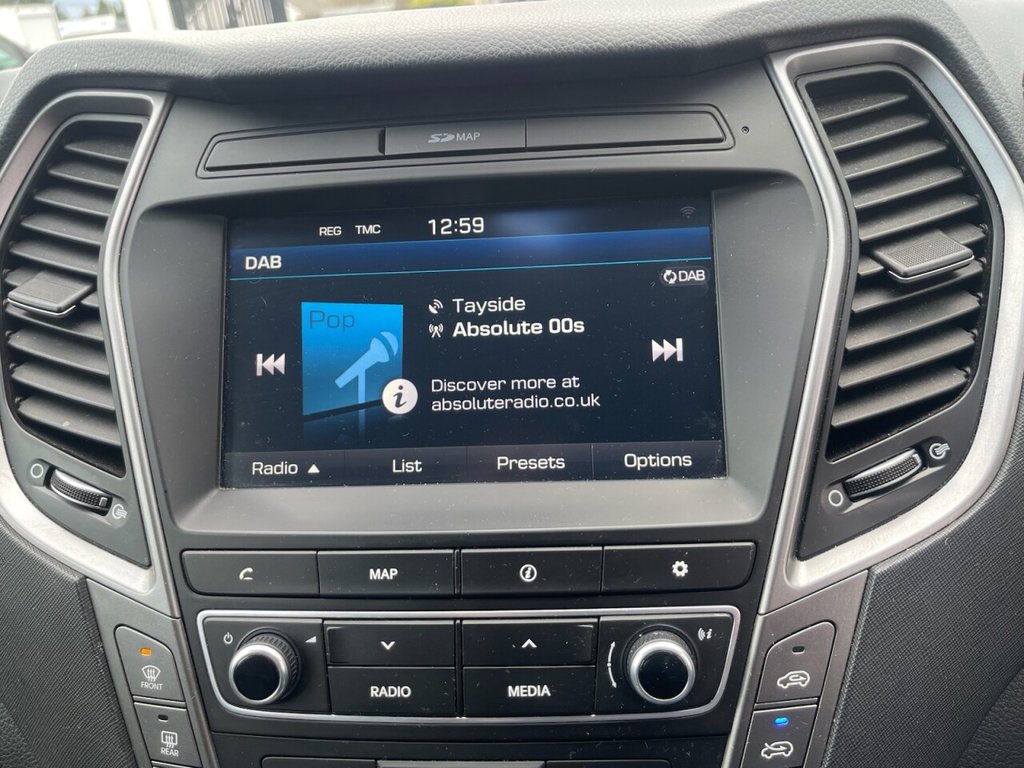 SD MAP
REG TMC 12:59
DAB
DAB
Pop
Tayside
Absolute 00s
Discover more at
absoluteradio.co.uk
Radio List Presets Options
MAP
RADIO MEDIA
FRONT
REAR